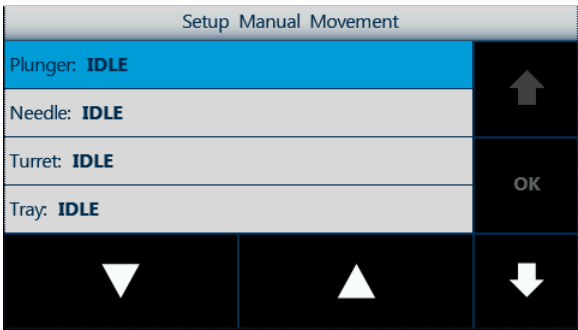 Setup Manual Movement
Plunger: IDLE
Needle: IDLE
Turret: IDLE
Tray: IDLE
OK